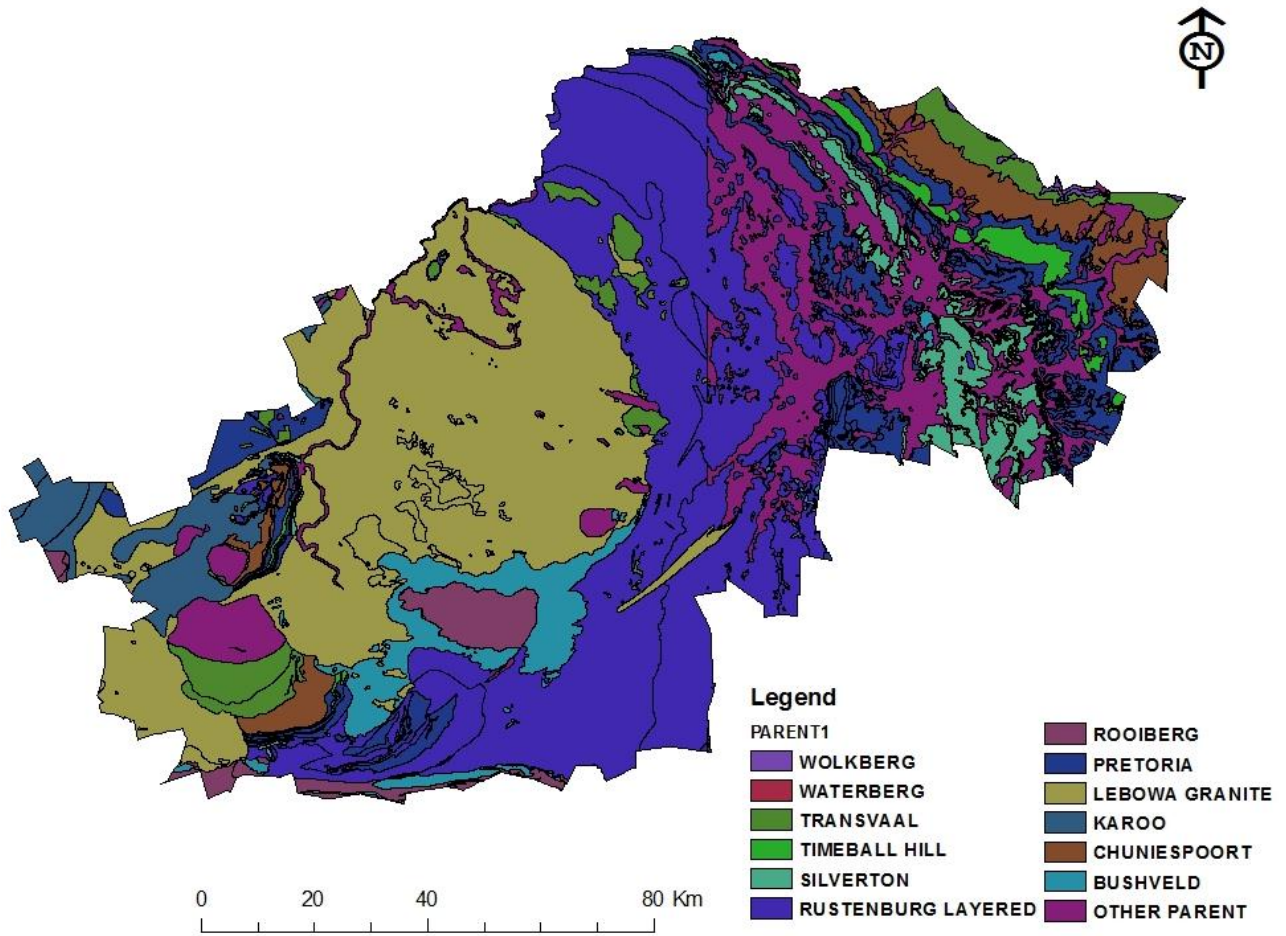 N
Legend
PARENT1
WOLKBERG
WATERBERG
TRANSVAAL
TIMEBALL HILL
SILVERTON
RUSTENBURG LAYERED
ROOIBERG
PRETORIA
LEBOWA GRANITE
KAROO
CHUNIESPOORT
BUSHVELD
OTHER PARENT
0 20 40 80 Km